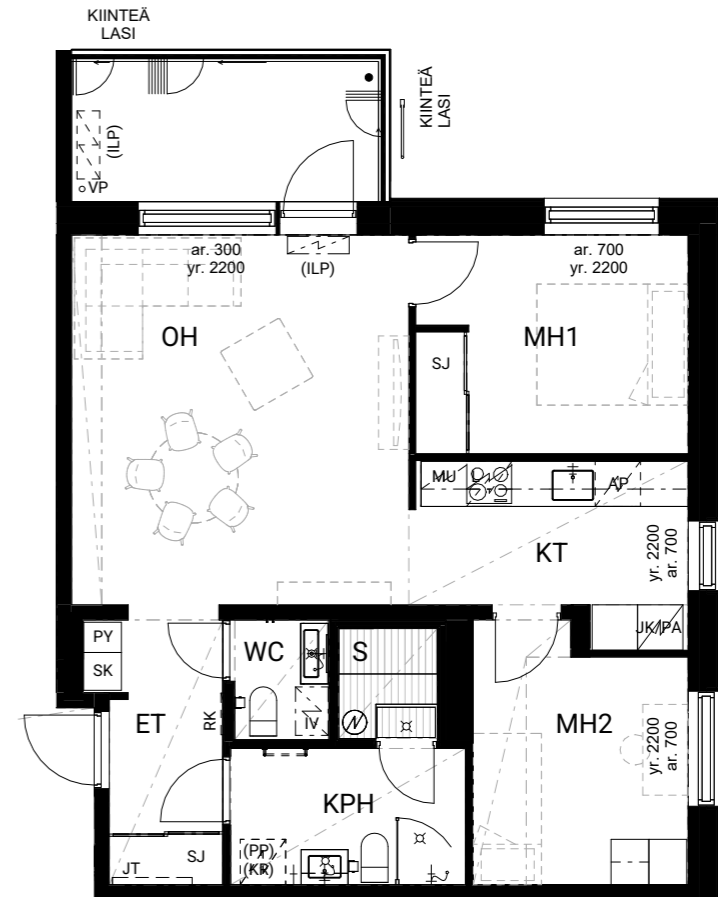 KIINTEÄ
LASI
KIINTEÄ
LASI
(ILP)
VP
ar. 300
yr. 2200
(ILP)
ar. 700
yr. 2200
OH
MH1
SJ
MU
L
AP
KT
yr. 2200
ar. 700
JK/PA
PY
SK
WC
S
ET
RK
IV
MH2
yr. 2200
ar. 700
KPH
(PP)
(KR)
SJ
JT